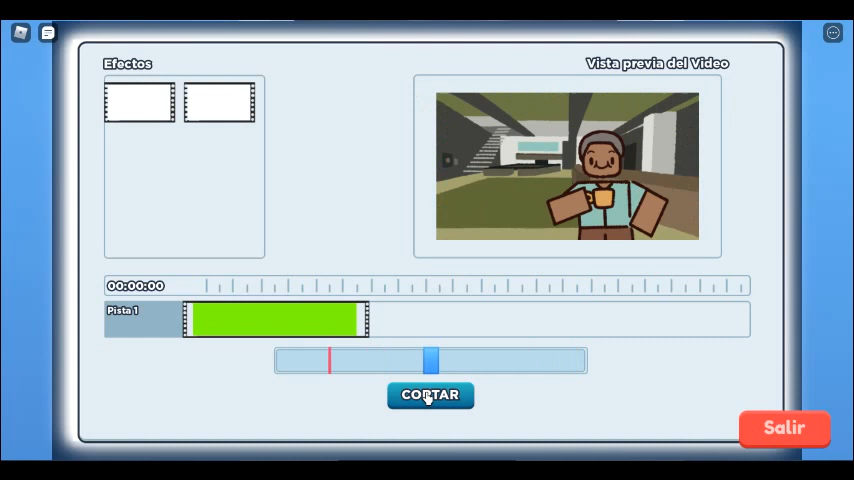 Efectos
Vista previa del Video
00:00:00
Pista 1
CORTAR
Salir